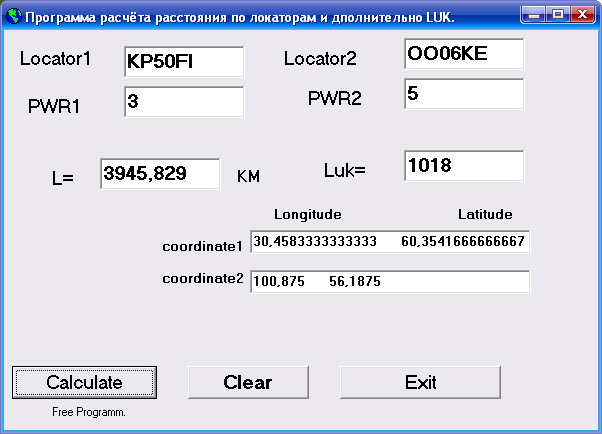 Программа расчёта расстояния по локаторам и дполнительно LUK.
Locator1 KP50FI Locator2 OO06KE
PWR1 3 PWR2 5
L= 3945,829 KM Luk= 1018
Longitude Latitude
coordinate1 30,4583333333333 60,3541666666667
coordinate2 100,875 56,1875
Calculate Clear Exit
Free Programm.